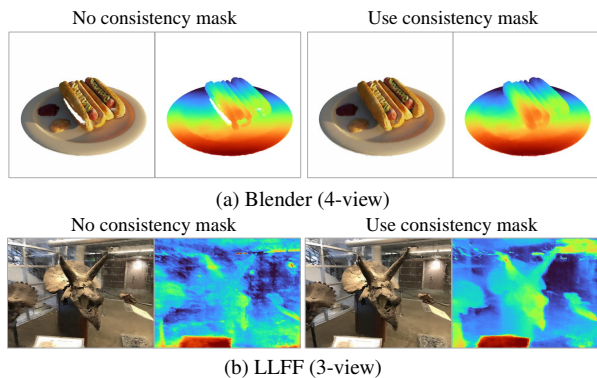 No consistency mask Use consistency mask
(a) Blender (4-view)
No consistency mask Use consistency mask
(b) LLFF (3-view)